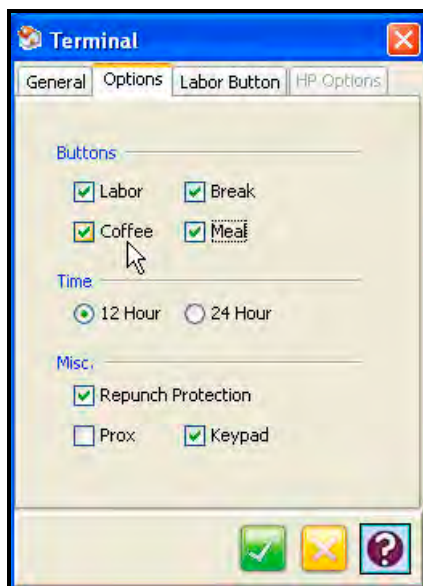 Terminal
General Options Labor Button HP Options
Buttons
Labor Break
Coffee Meal
Time
12 Hour 24 Hour
Misc.
Repunch Protection
Prox Keypad
?